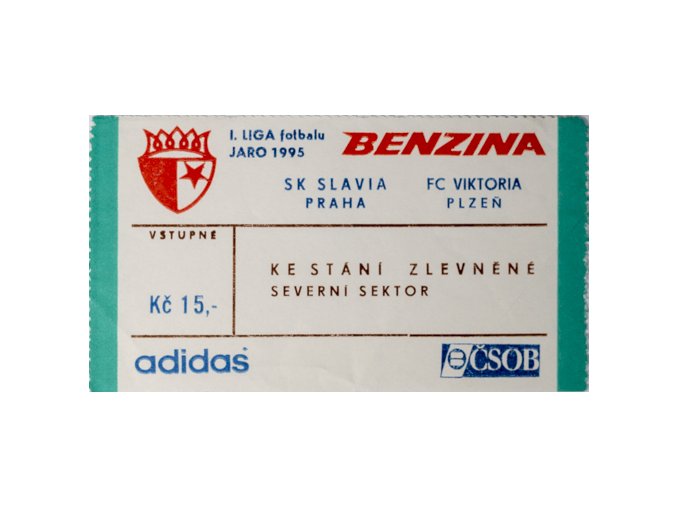 I. LIGA fotbalu
JARO 1995
BENZINA
SK SLAVIA
PRAHA
FC VIKTORIA
PLZEŇ
VSTUPNÉ
Kč 15,-
KE STÁNÍ ZLEVNĚNÉ
SEVERNÍ SEKTOR
adidas
ČSOB